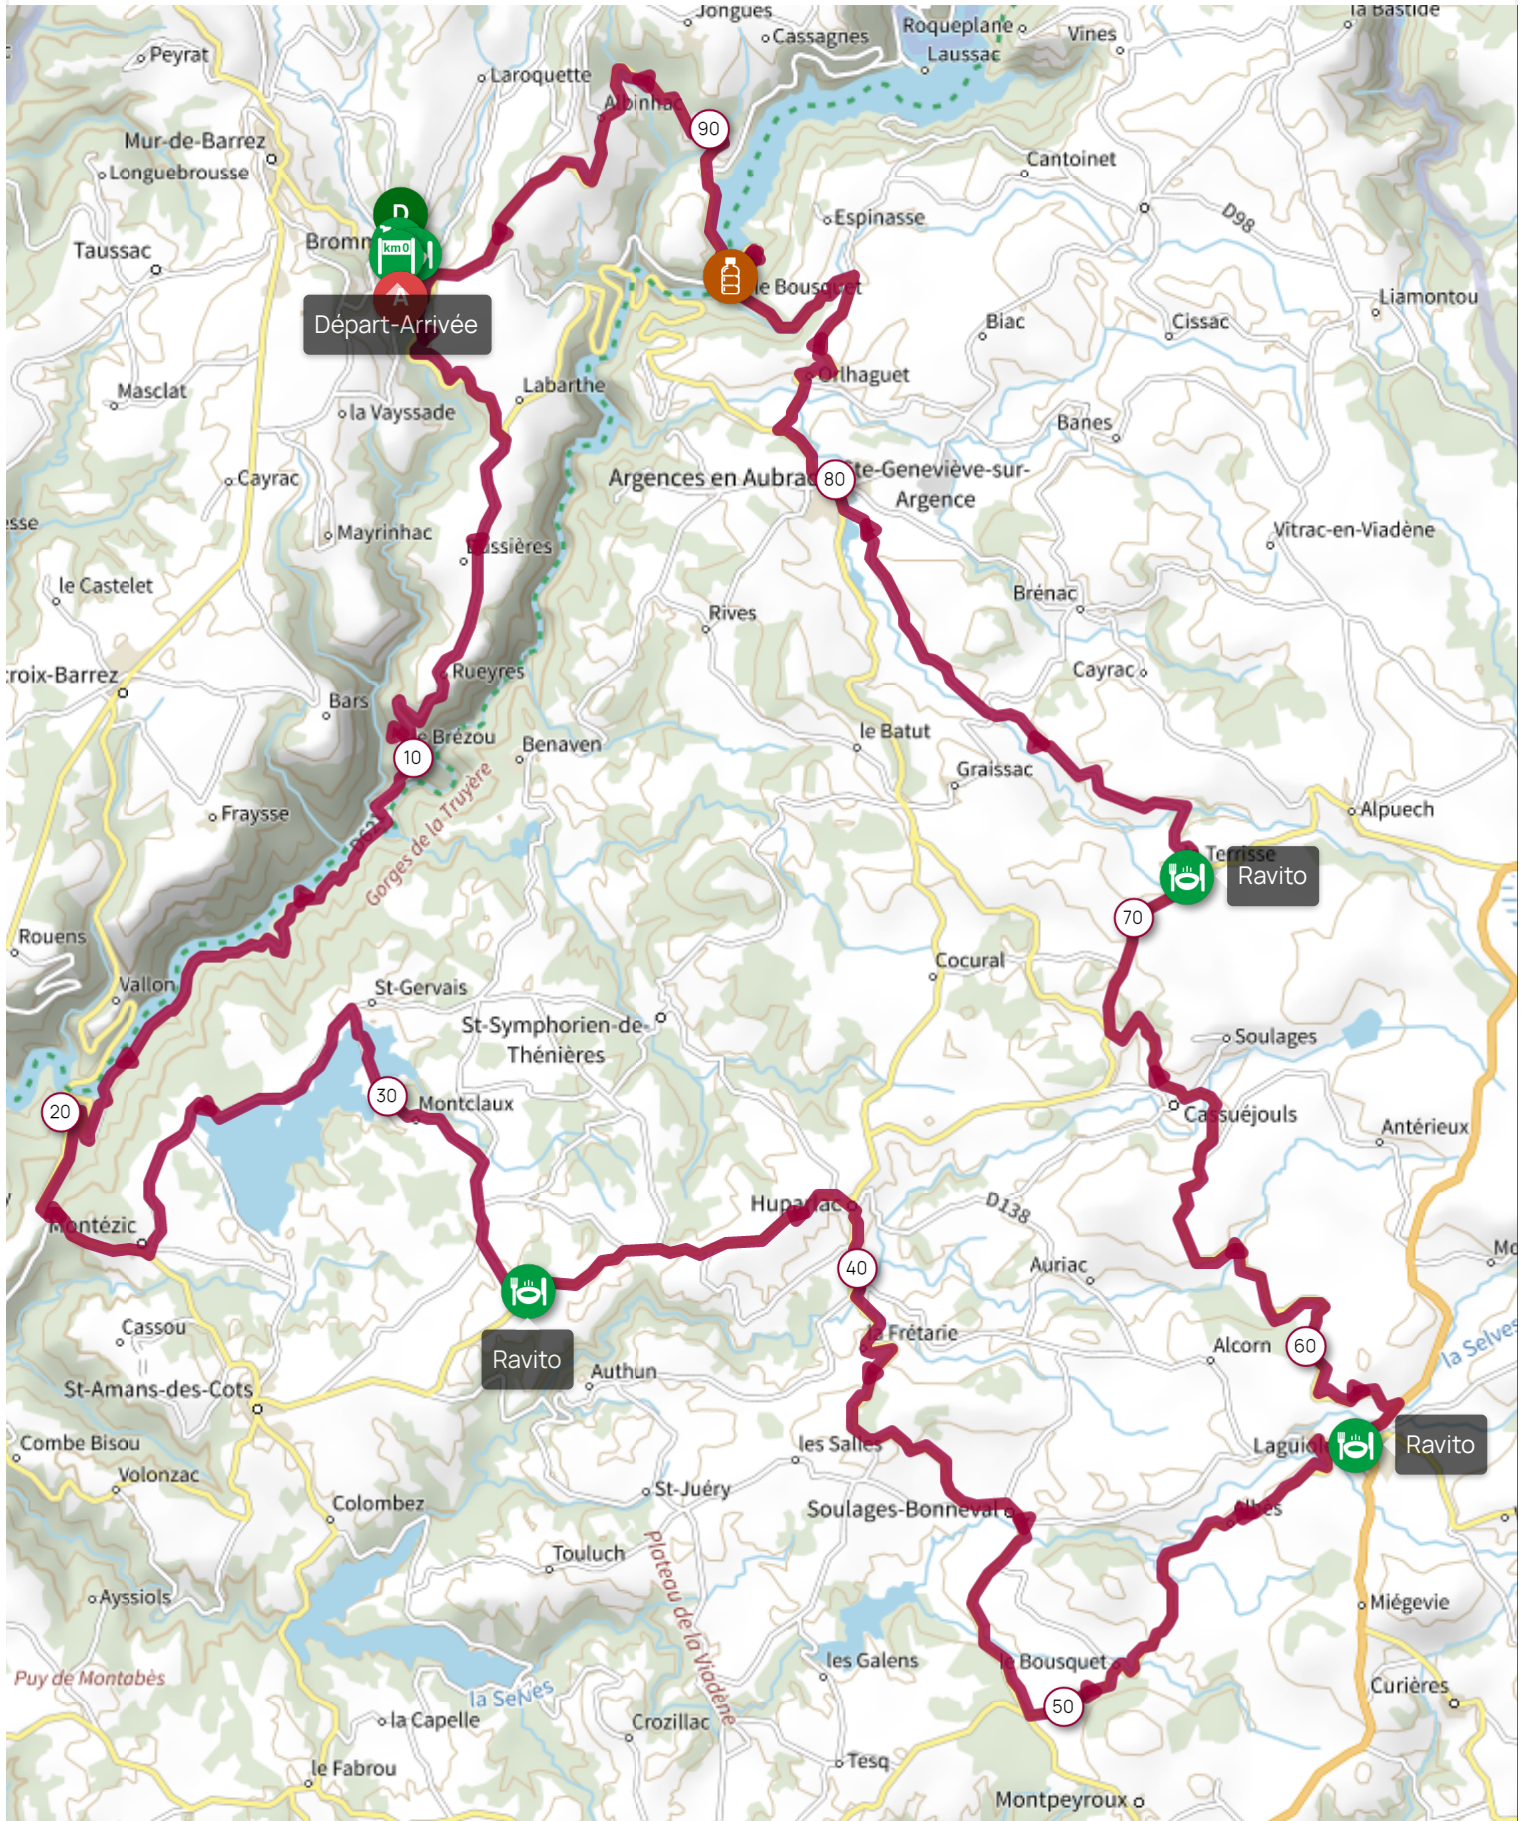 Jongues
la Bastide
Cassagnes
Roqueplane
Vines
Peyrat
Laussac
Laroquette
Albinhac
90
Mur-de-Barrez
Cantoinet
Longuebrousse
D
Espinasse
D98
Taussac
km0
A
le Bousquet
Liamontou
Départ-Arrivée
Biac
Cissac
Orlhaguet
Masclat
Labarthe
la Vayssade
Banes
Argences en Aubrac
80
Ste-Geneviève-sur-
Argence
Cayrac
Mayrinhac
Bussières
Vitrac-en-Viadène
le Castelet
Brénac
Rives
Rueyres
Cayrac
Bars
le Brézou
Benaven
le Batut
10
Graissac
Gorges de la Truyère
Fraysse
Alpuech
Terrisse
Ravito
70
Rouens
Cocural
Vallon
St-Gervais
St-Symphorien-de-
Thénières
Soulages
20
30
Montclaux
Cassuéjouls
Antérieux
Huparlac
D138
Montézic
40
Auriac
la Frétarie
Cassou
Alcorn
60
la Selves
Ravito
Authun
St-Amans-des-Cots
Combe Bisou
les Salles
Laguiole
Ravito
Volonzac
St-Juéry
Colombez
Soulages-Bonneval
Albès
Touluch
Plateau de la Viadène
Ayssiols
Miégevie
Puy de Montabès
les Galens
le Bousquet
Curières
la Selves
50
la Capelle
Crozillac
le Fabrou
Tesq
Montpeyroux